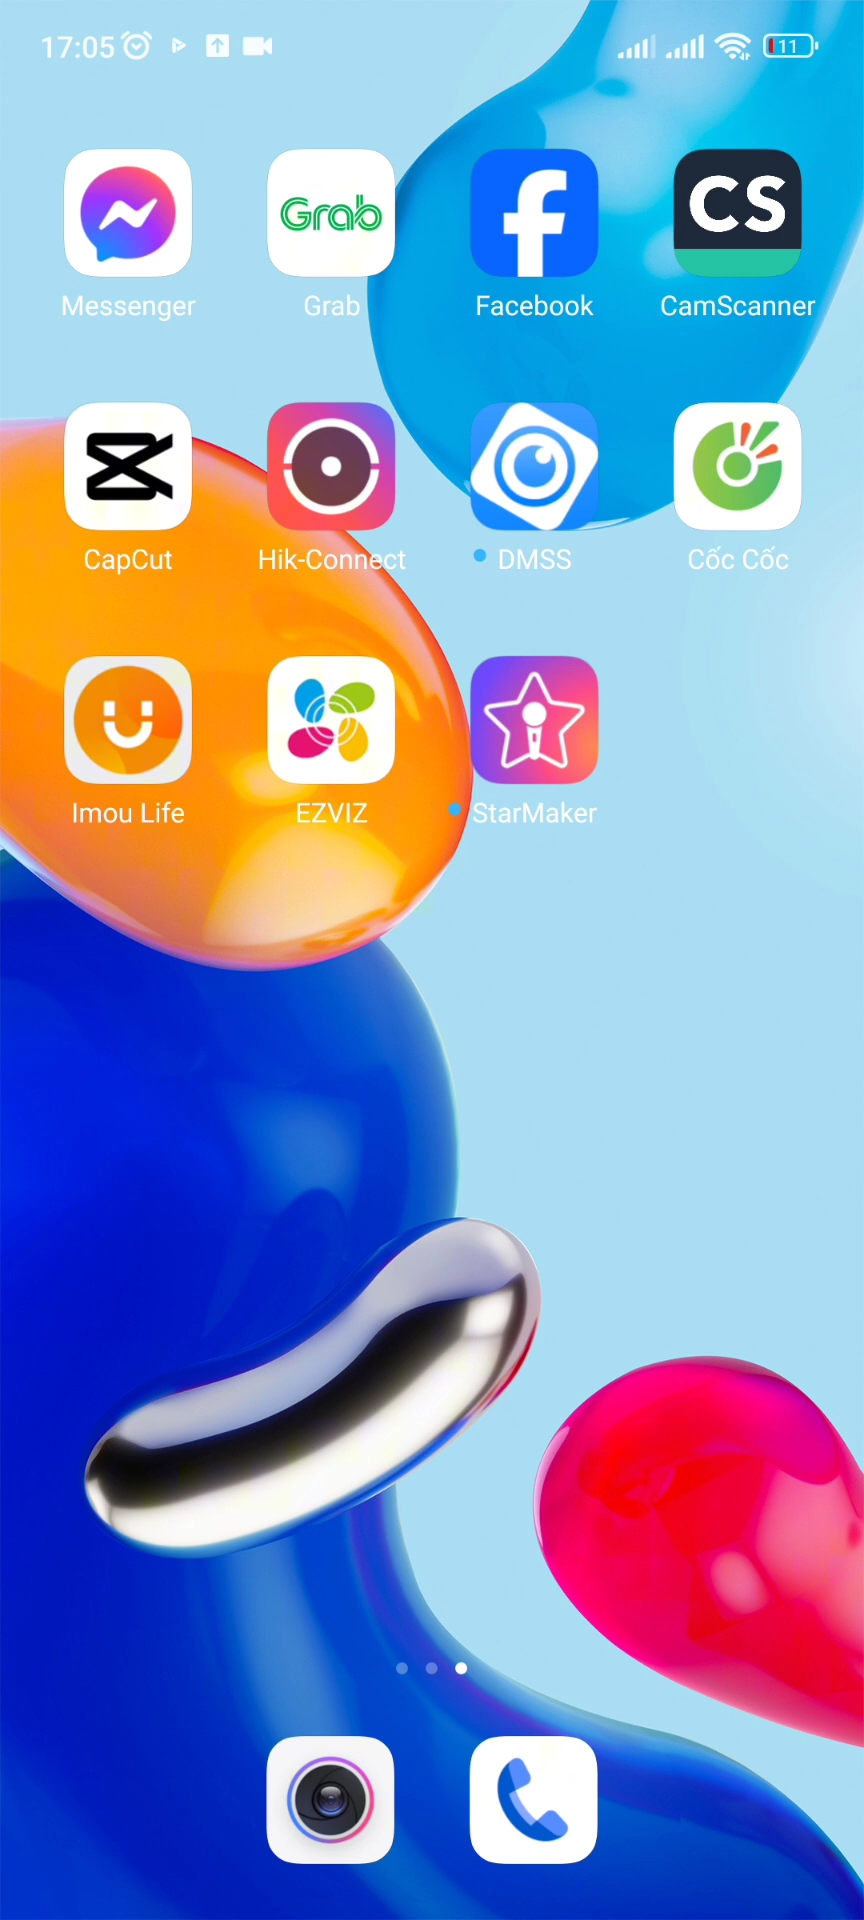 17:05 11
Grab CS
Messenger Grab Facebook CamScanner
CapCut Hik-Connect DMSS Cốc Cốc
Imou Life EZVIZ StarMaker